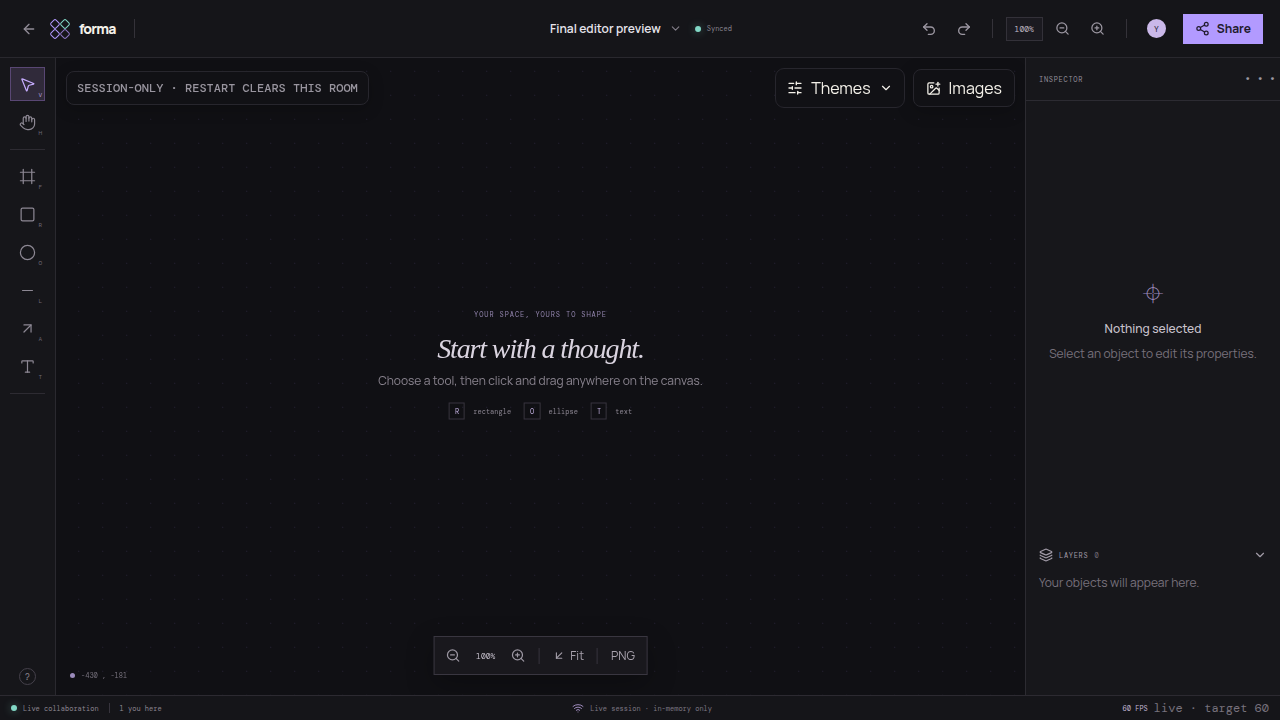 forma
Final editor preview
Synced
100%
Y
Share
SESSION-ONLY · RESTART CLEARS THIS ROOM
Themes
Images
INSPECTOR
V
H
F
R
O
L
A
T
YOUR SPACE, YOURS TO SHAPE
Start with a thought.
Choose a tool, then click and drag anywhere on the canvas.
R rectangle O ellipse T text
Nothing selected
Select an object to edit its properties.
LAYERS 0
Your objects will appear here.
100% Fit PNG
?
-430 , -181
Live collaboration 1 you here
Live session · in-memory only
60 FPS live · target 60